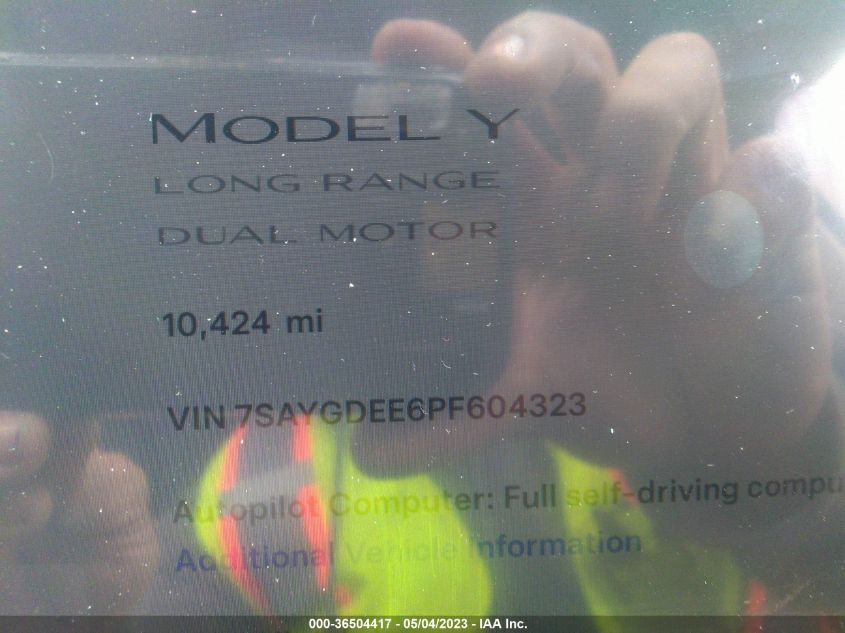 MODEL Y
LONG RANGE
DUAL MOTOR
10,424 mi
VIN 7SAYGDEE6PF604323
Autopilot Computer: Full self-driving compu
Additional Vehicle Information
000-36504417 - 05/04/2023 - IAA Inc.